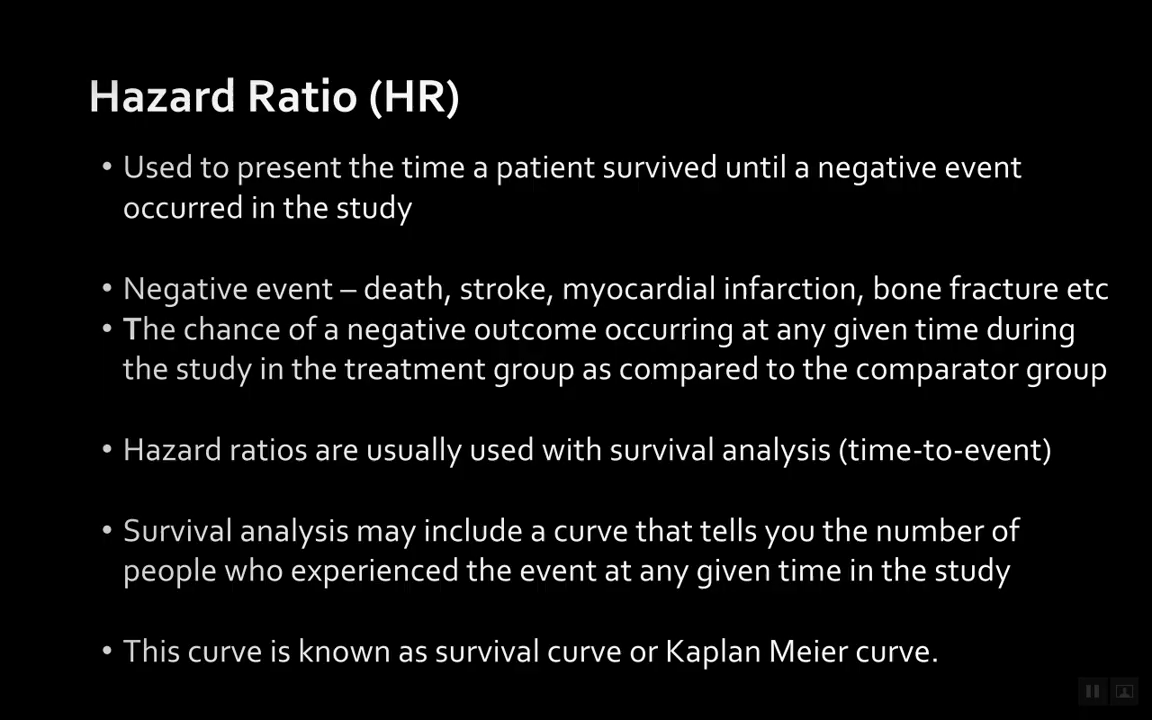 Hazard Ratio (HR)
• Used to present the time a patient survived until a negative event
occurred in the study
• Negative event – death, stroke, myocardial infarction, bone fracture etc
• The chance of a negative outcome occurring at any given time during
the study in the treatment group as compared to the comparator group
• Hazard ratios are usually used with survival analysis (time-to-event)
• Survival analysis may include a curve that tells you the number of
people who experienced the event at any given time in the study
• This curve is known as survival curve or Kaplan Meier curve.